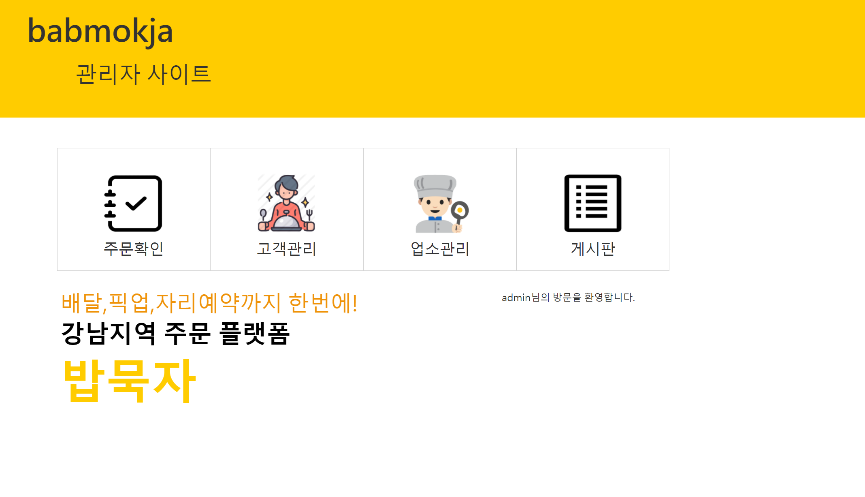 babmokja
관리자 사이트
주문확인
고객관리
업소관리
게시판
배달,픽업,자리예약까지 한번에!
admin님의 방문을 환영합니다.
강남지역 주문 플랫폼
밥묵자